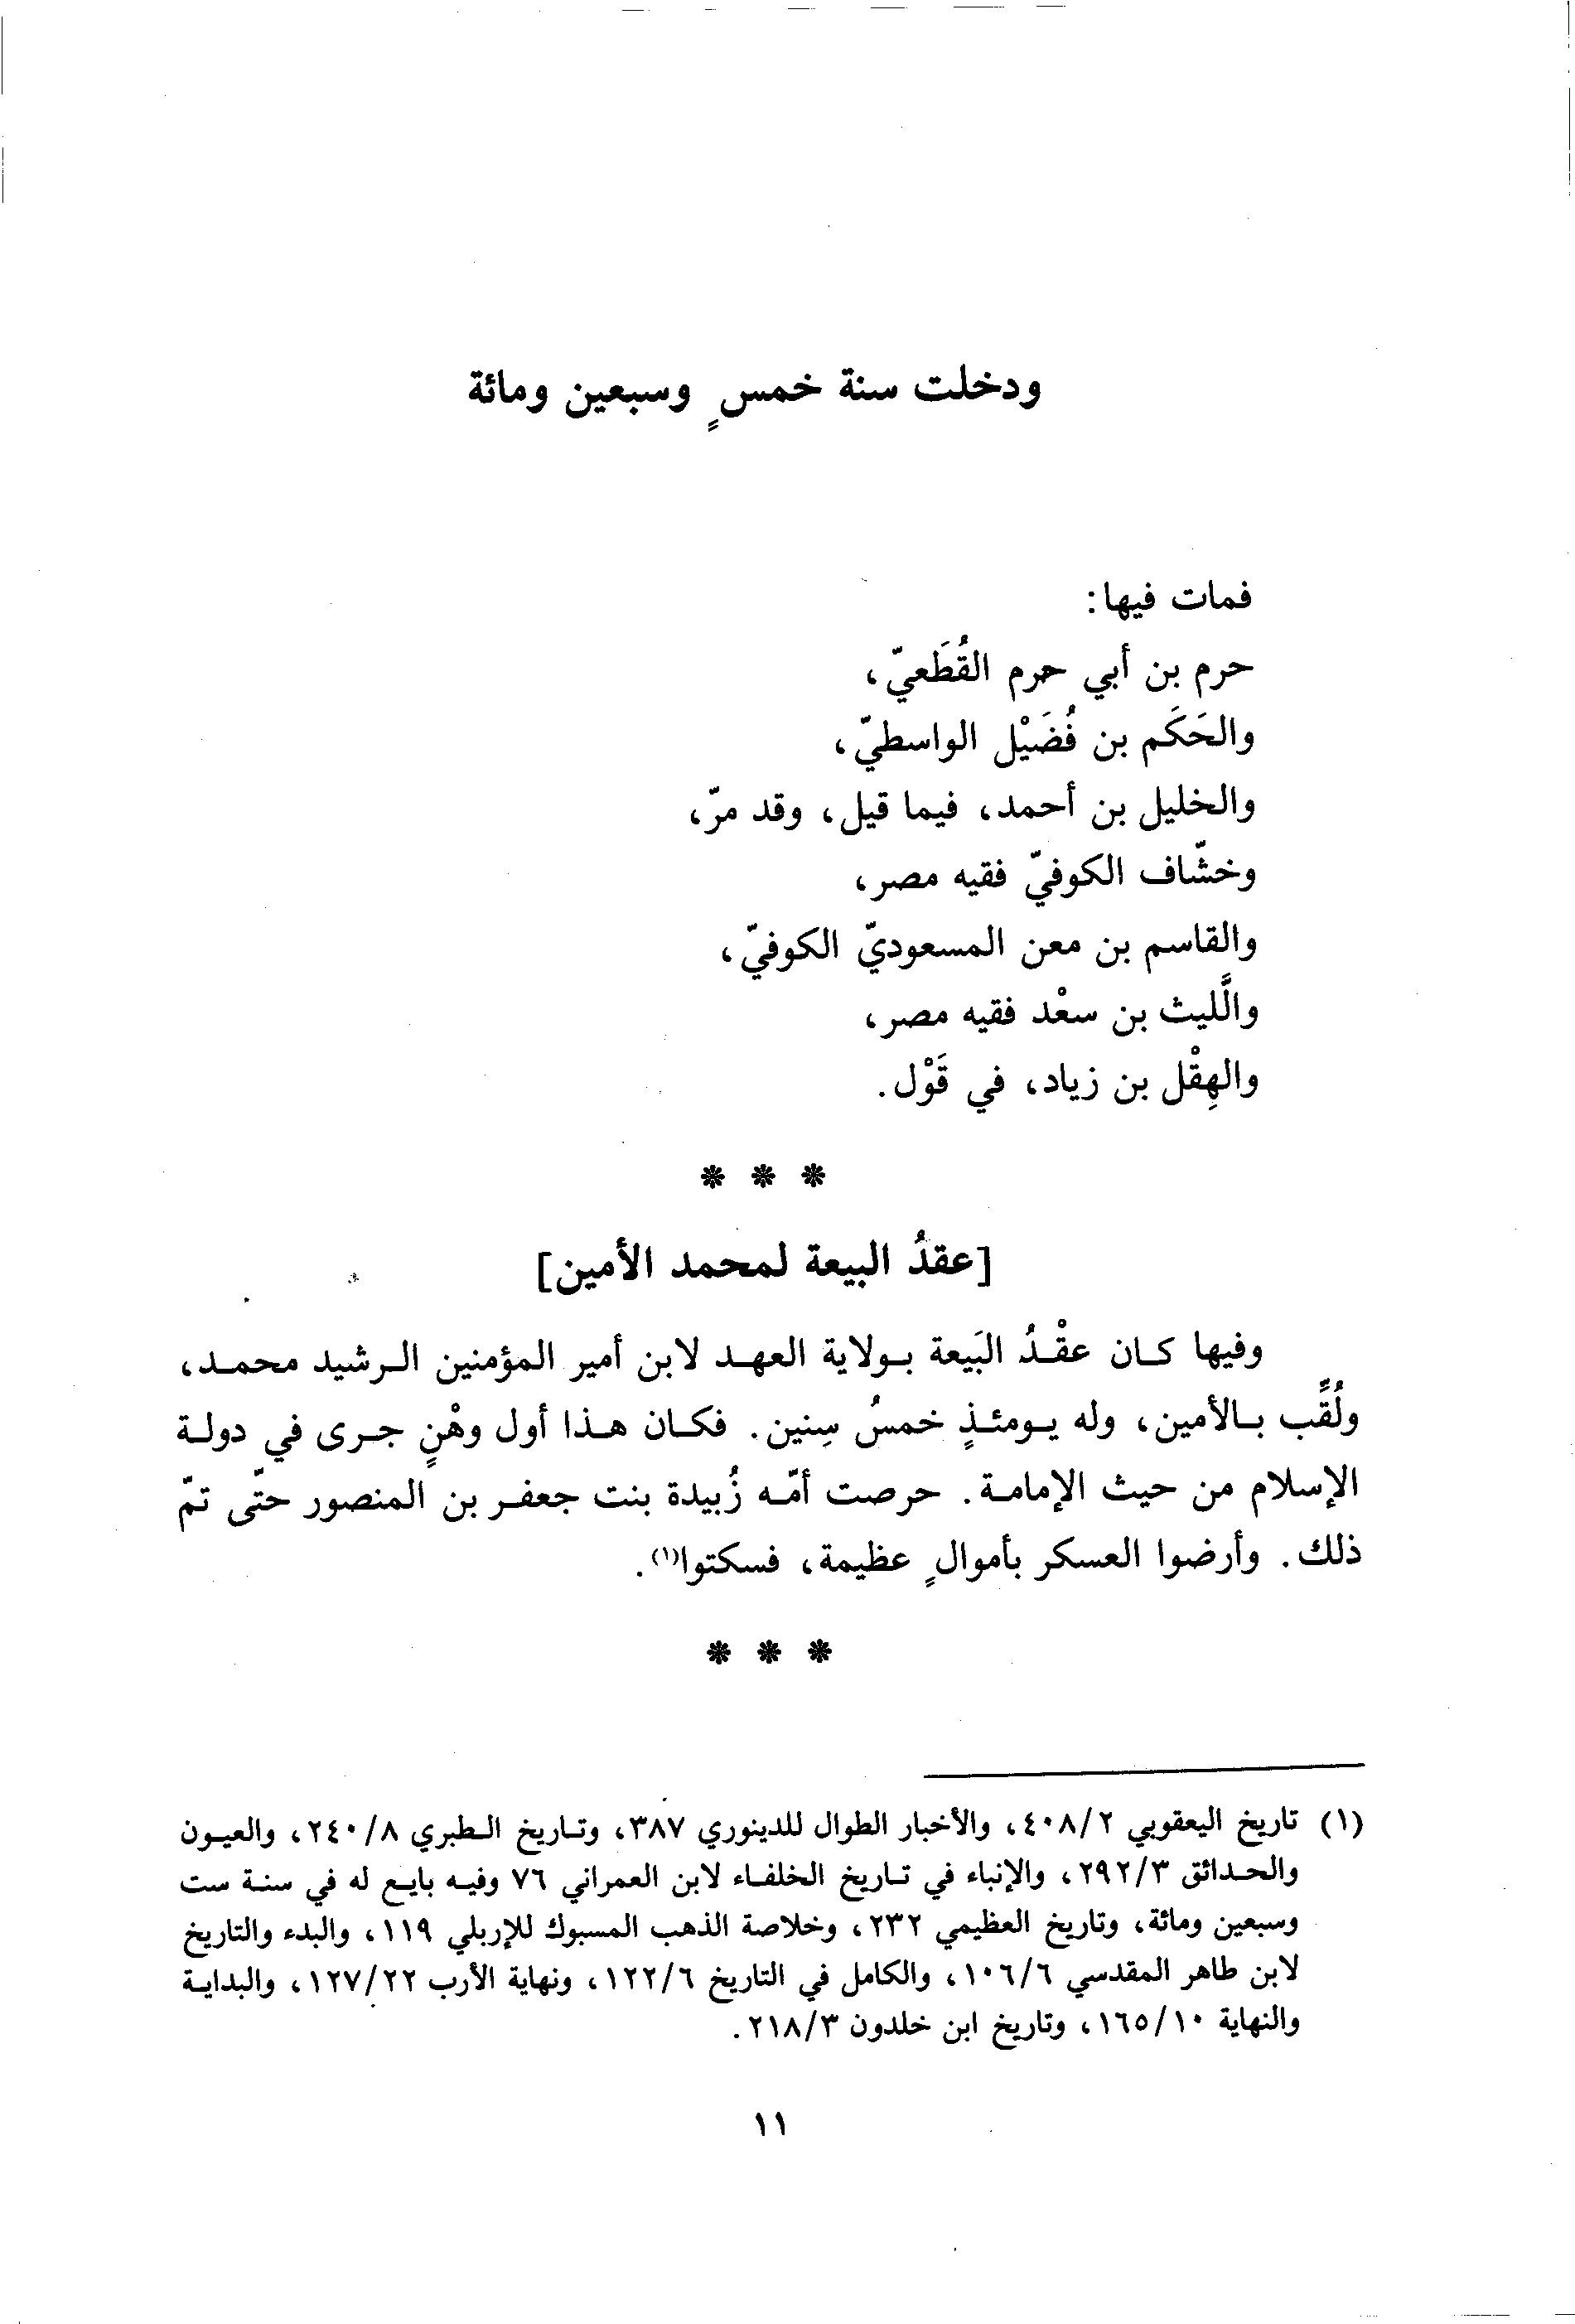 ودخلت سنة خمسٍ وسبعين ومائة
فمات فيها:
حرم بن أبي حرم القُطَعيّ،
والحَكَم بن فُضَيْل الواسطيّ،
والخليل بن أحمد، فيما قيل، وقد مرّ،
وخشّاف الكوفيّ فقيه مصر،
والقاسم بن معن المسعوديّ الكوفيّ،
واللَّيث بن سعْد فقيه مصر،
والهِقْل بن زياد، في قَوْل.
* * *
[عقدُ البيعة لمحمد الأمين]
وفيها كان عقْدُ البَيعة بولاية العهد لابن أمير المؤمنين الرشيد محمد،
ولُقِّب بالأمين، وله يومئذٍ خمسُ سِنين. فكان هذا أول وهْنٍ جرى في دولة
الإسلام من حيث الإمامة. حرصت أمّه زُبيدة بنت جعفر بن المنصور حتّى تمّ
ذلك. وأرضوا العسكر بأموالٍ عظيمة، فسكتوا(١).
* * *
(١) تاريخ اليعقوبي ٤٠٨/٢، والأخبار الطوال للدينوري ٣٨٧، وتاريخ الطبري ٢٤٠/٨، والعيون
والحدائق ٢٩٢/٣، والإنباء في تاريخ الخلفاء لابن العمراني ٧٦ وفيه بايع له في سنة ست
وسبعين ومائة، وتاريخ العظيمي ٢٣٢، وخلاصة الذهب المسبوك للإربلي ١١٩، والبدء والتاريخ
لابن طاهر المقدسي ١٠٦/٦، والكامل في التاريخ ١٢٢/٦، ونهاية الأرب ١٢٧/٢٢، والبداية
والنهاية ١٦٥/١٠، وتاريخ ابن خلدون ٢١٨/٣.
١١